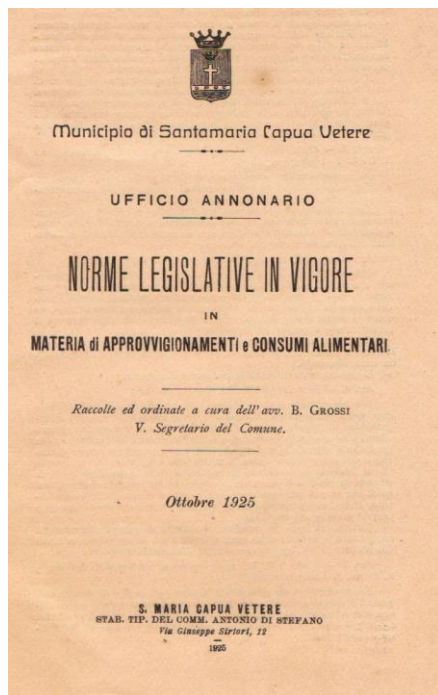 Municipio di Santamaria Capua Vetere
UFFICIO ANNONARIO
NORME LEGISLATIVE IN VIGORE
IN
MATERIA di APPROVVIGIONAMENTI e CONSUMI ALIMENTARI
Raccolte ed ordinate a cura dell'avv. B. GROSSI
V. Segretario del Comune.
Ottobre 1925
S. MARIA CAPUA VETERE
STAB. TIP. DEL COMM. ANTONIO DI STEFANO
Via Giuseppe Sirtori, 12
1925